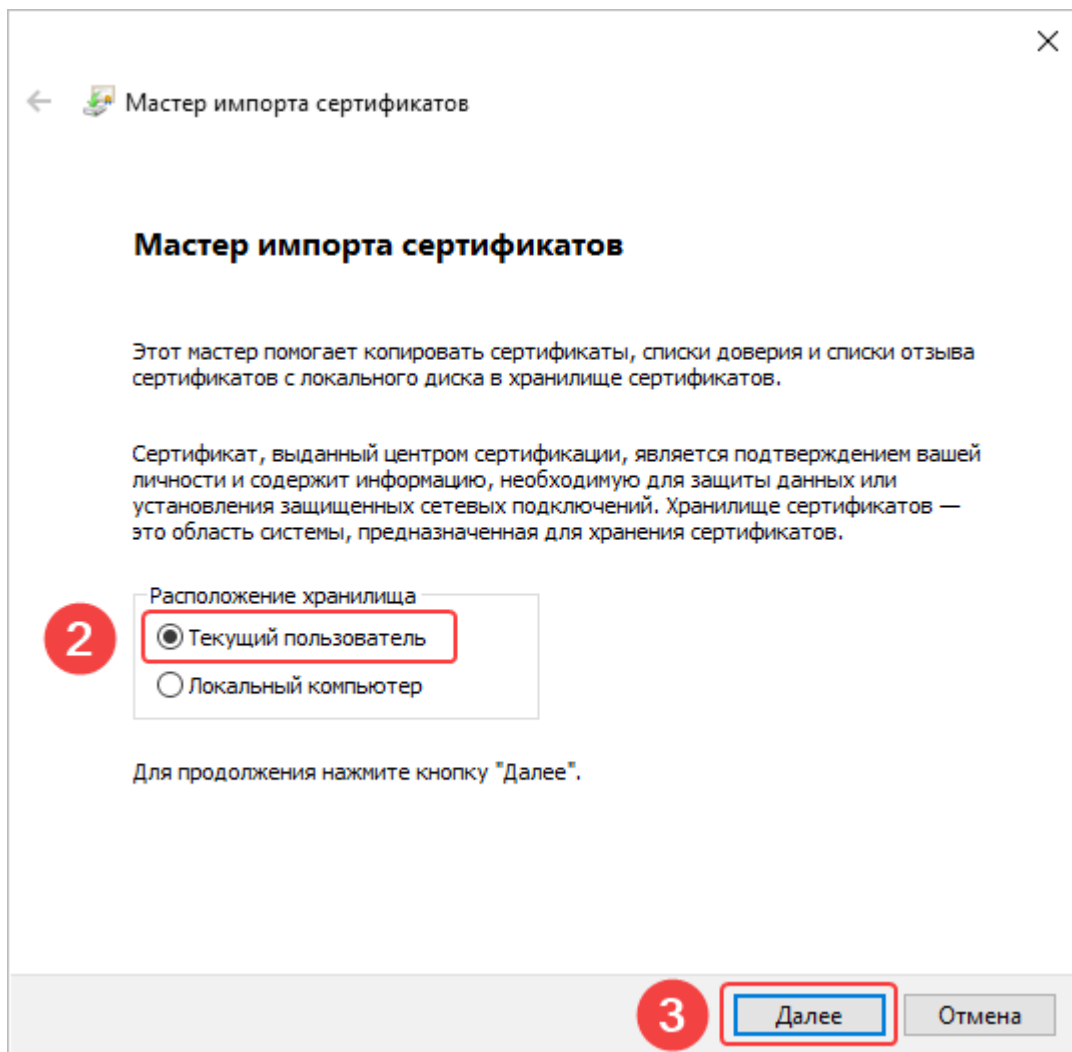 Мастер импорта сертификатов
Мастер импорта сертификатов
Этот мастер помогает копировать сертификаты, списки доверия и списки отзыва
сертификатов с локального диска в хранилище сертификатов.
Сертификат, выданный центром сертификации, является подтверждением вашей
личности и содержит информацию, необходимую для защиты данных или
установления защищенных сетевых подключений. Хранилище сертификатов —
это область системы, предназначенная для хранения сертификатов.
Расположение хранилища
2 Текущий пользователь
Локальный компьютер
Для продолжения нажмите кнопку "Далее".
3 Далее Отмена